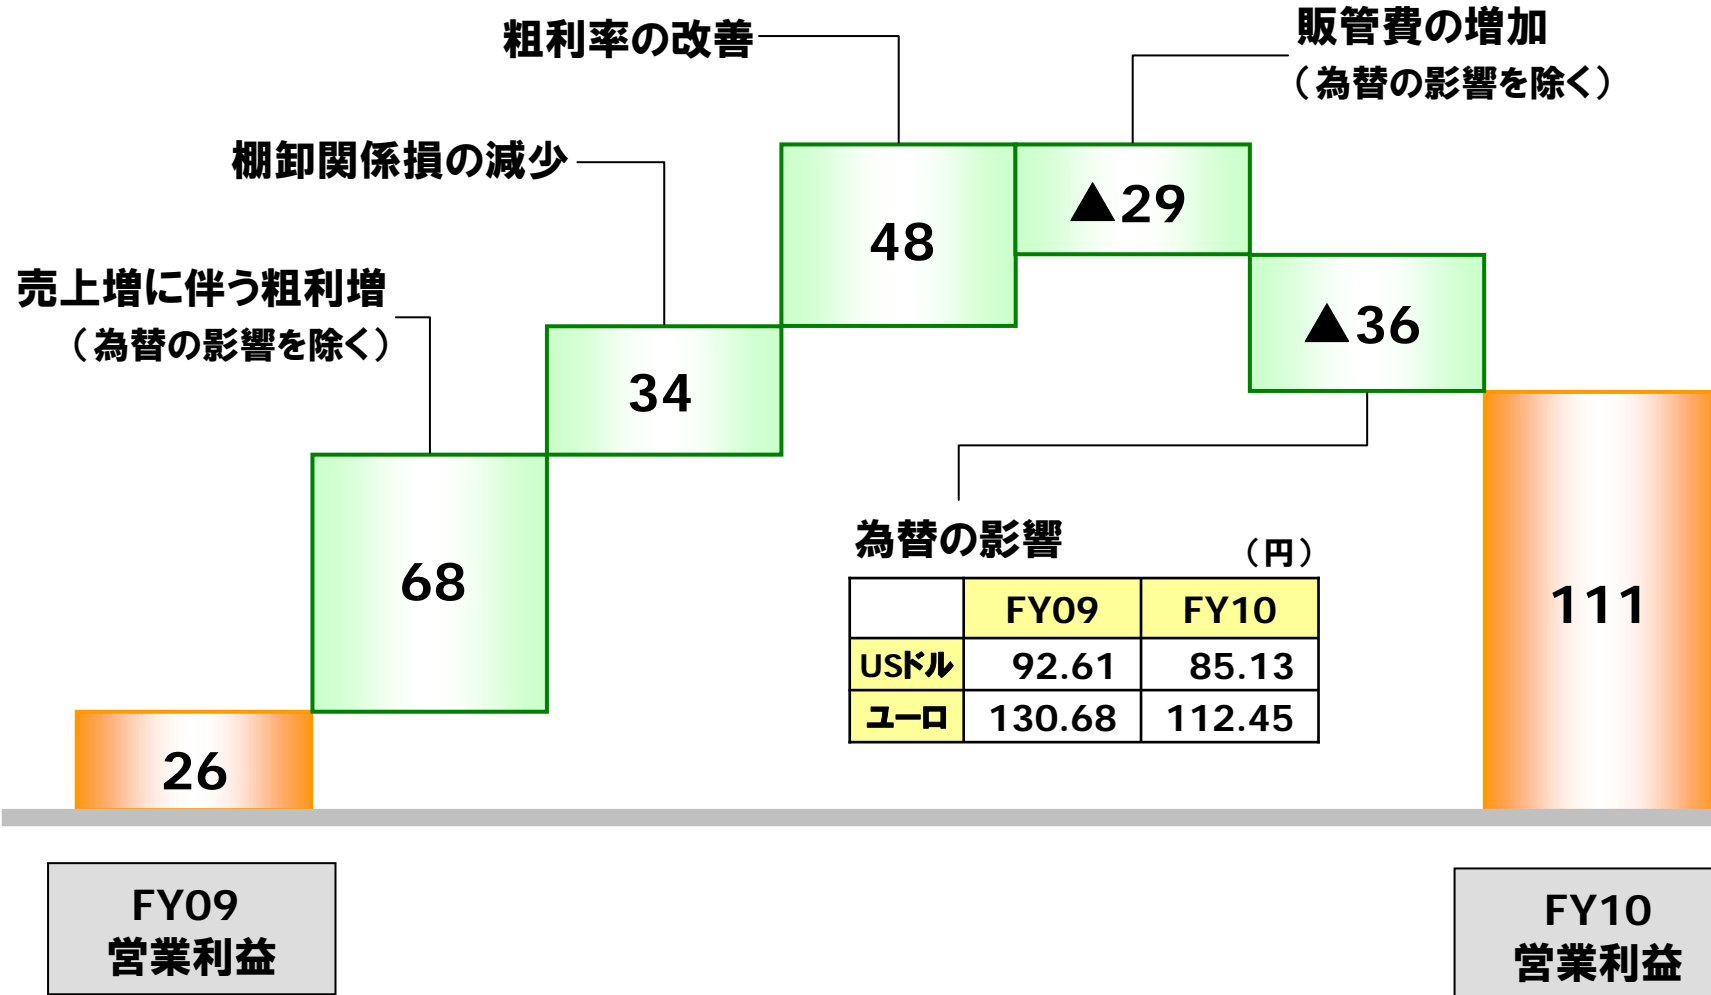 粗利率の改善
販管費の増加
（為替の影響を除く）
棚卸関係損の減少
▲29
48
売上増に伴う粗利増
（為替の影響を除く）
▲36
34
為替の影響
（円）
68
111
FY09 FY10
USドル 92.61 85.13
ユーロ 130.68 112.45
26
FY09
営業利益
FY10
営業利益